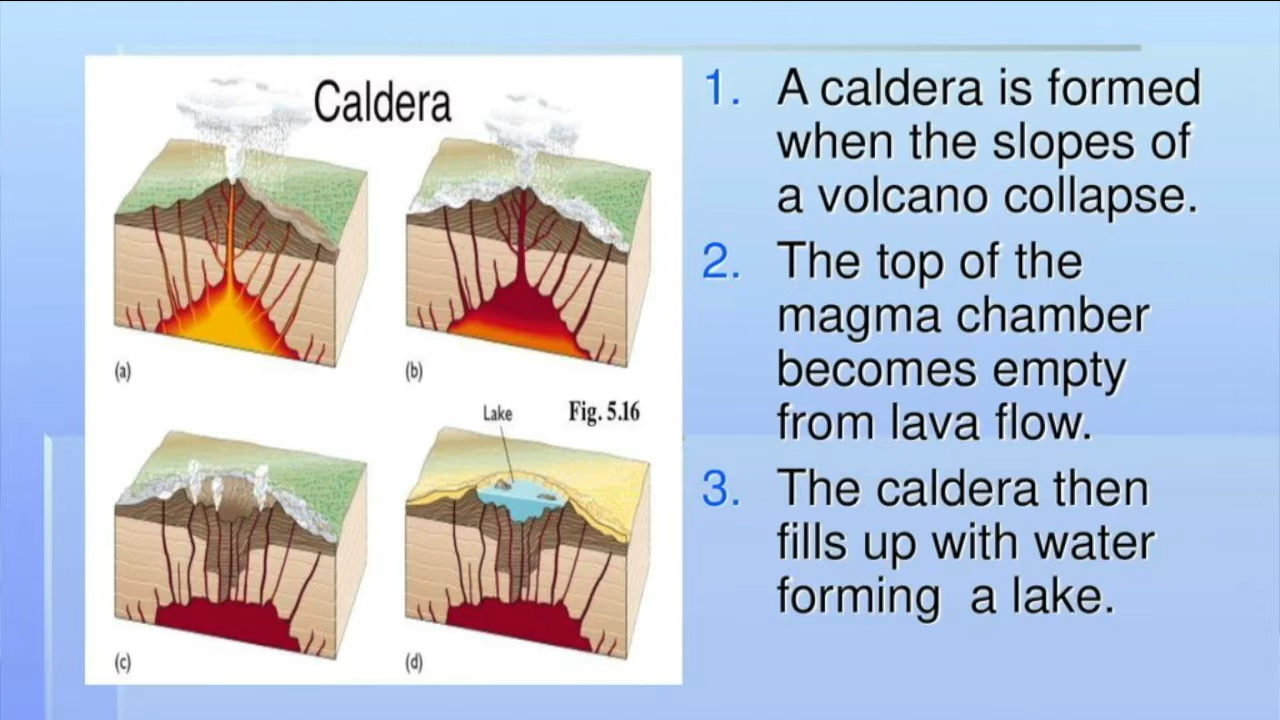 Caldera
(a)
(b)
Lake
Fig. 5.16
(c)
(d)
1. A caldera is formed
when the slopes of
a volcano collapse.
2. The top of the
magma chamber
becomes empty
from lava flow.
3. The caldera then
fills up with water
forming a lake.